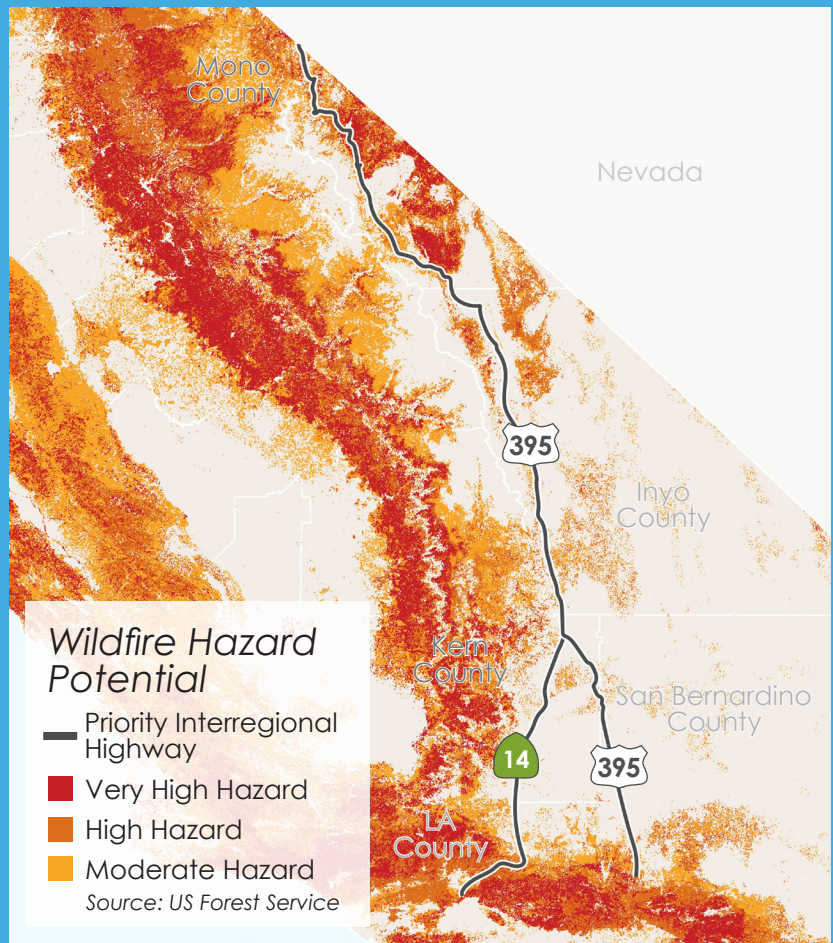 Mono
County
Nevada
395
Inyo
County
Kern
County
San Bernardino
County
14
395
LA
County
Wildfire Hazard
Potential
Priority Interregional
Highway
Very High Hazard
High Hazard
Moderate Hazard
Source: US Forest Service